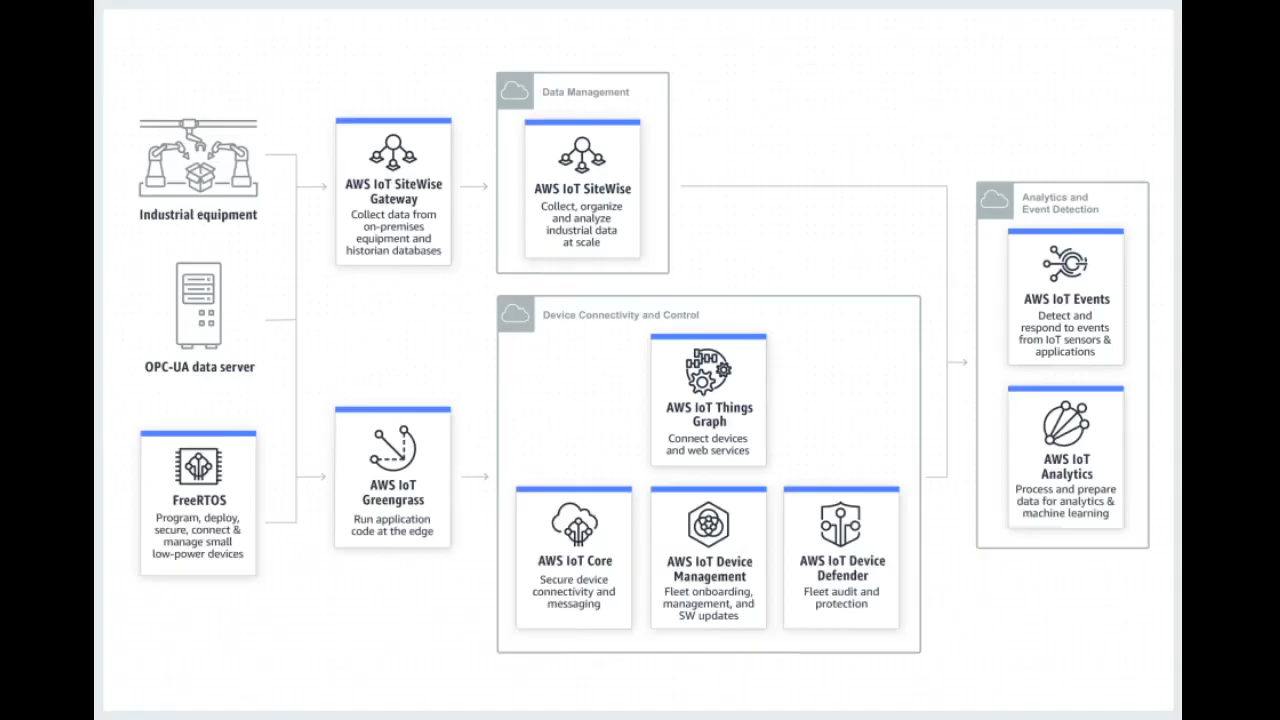 Industrial equipment
OPC-UA data server
FreeRTOS
Program, deploy,
secure, connect &
manage small
low-power devices
AWS IoT SiteWise
Gateway
Collect data from
on-premises
equipment and
historian databases
AWS IoT
Greengrass
Run application
code at the edge
Data Management
AWS IoT SiteWise
Collect, organize
and analyze
industrial data
at scale
Device Connectivity and Control
AWS IoT Things
Graph
Connect devices
and web services
AWS IoT Core
Secure device
connectivity and
messaging
AWS IoT Device
Management
Fleet onboarding,
management, and
SW updates
AWS IoT Device
Defender
Fleet audit and
protection
Analytics and
Event Detection
AWS IoT Events
Detect and
respond to events
from IoT sensors &
applications
AWS IoT
Analytics
Process and prepare
data for analytics &
machine learning